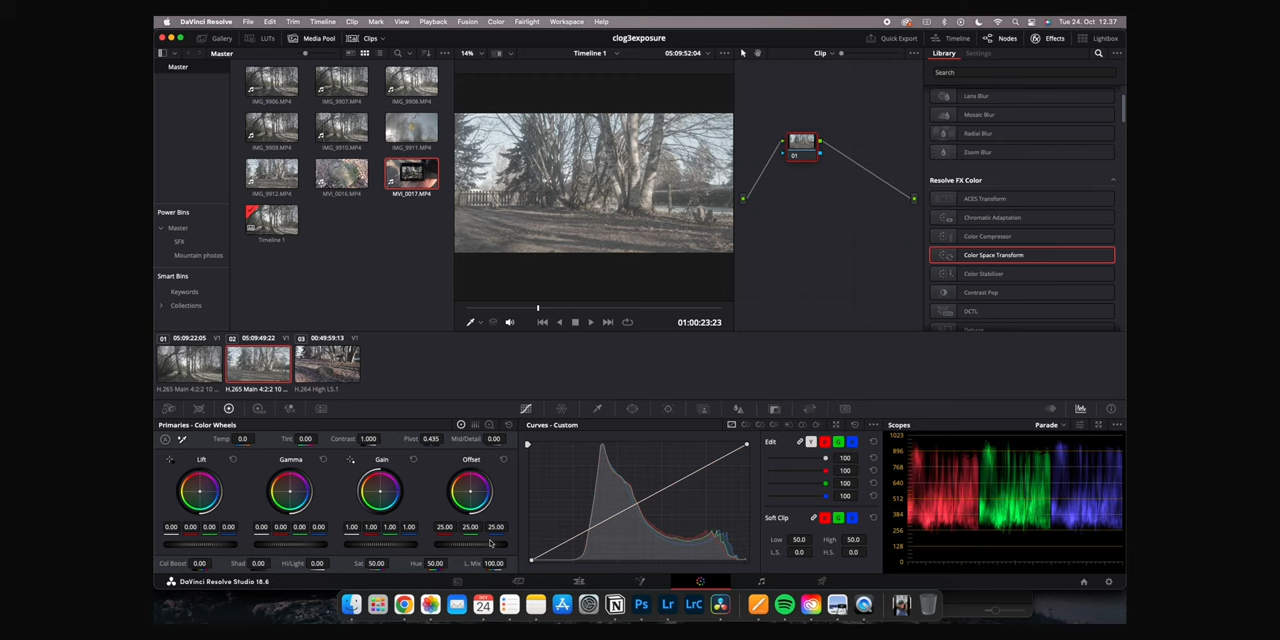 DaVinci Resolve File Edit Trim Timeline Clip Mark View Playback Fusion Color Fairlight Workspace Help Tue 24. Oct 12.37
Gallery LUTs Media Pool Clips clog3exposure Quick Export Timeline Nodes Effects Lightbox
Master 14% Timeline 1 05:09:52:04 Clip Library Settings
Master
Search
IMG_9906.MP4 IMG_9907.MP4 IMG_9908.MP4
Lens Blur
Mosaic Blur
Radial Blur
IMG_9909.MP4 IMG_9910.MP4 IMG_9911.MP4
Zoom Blur
01
Resolve FX Color
IMG_9912.MP4 MVI_0016.MP4 MVI_0017.MP4
ACES Transform
Power Bins
Chromatic Adaptation
Master
Color Compressor
SFX
Timeline 1
Color Space Transform
Mountain photos
Color Stabilizer
Smart Bins
Keywords
Contrast Pop
Collections
DCTL
01:00:23:23
01 05:09:22:05 V1 02 05:09:49:22 V1 03 00:49:59:13 V1
H.265 Main 4:2:2 10 ... H.265 Main 4:2:2 10 ... H.264 High L5.1
Primaries - Color Wheels Curves - Custom Scopes Parade
Temp 0.0 Tint 0.00 Contrast 1.000 Pivot 0.435 Mid/Detail 0.00
Edit Y R G B
Lift Gamma Gain Offset
100
100
100
100
0.00 0.00 0.00 0.00 0.00 0.00 0.00 0.00 1.00 1.00 1.00 1.00 25.00 25.00 25.00
Soft Clip R G B
Low 50.0 High 50.0
L.S. 0.0 H.S. 0.0
Col Boost 0.00 Shad 0.00 Hi/Light 0.00 Sat 50.00 Hue 50.00 L. Mix 100.00
1023
896
768
640
512
384
256
128
0
DaVinci Resolve Studio 18.6
OCT
24
Ps Lr LrC